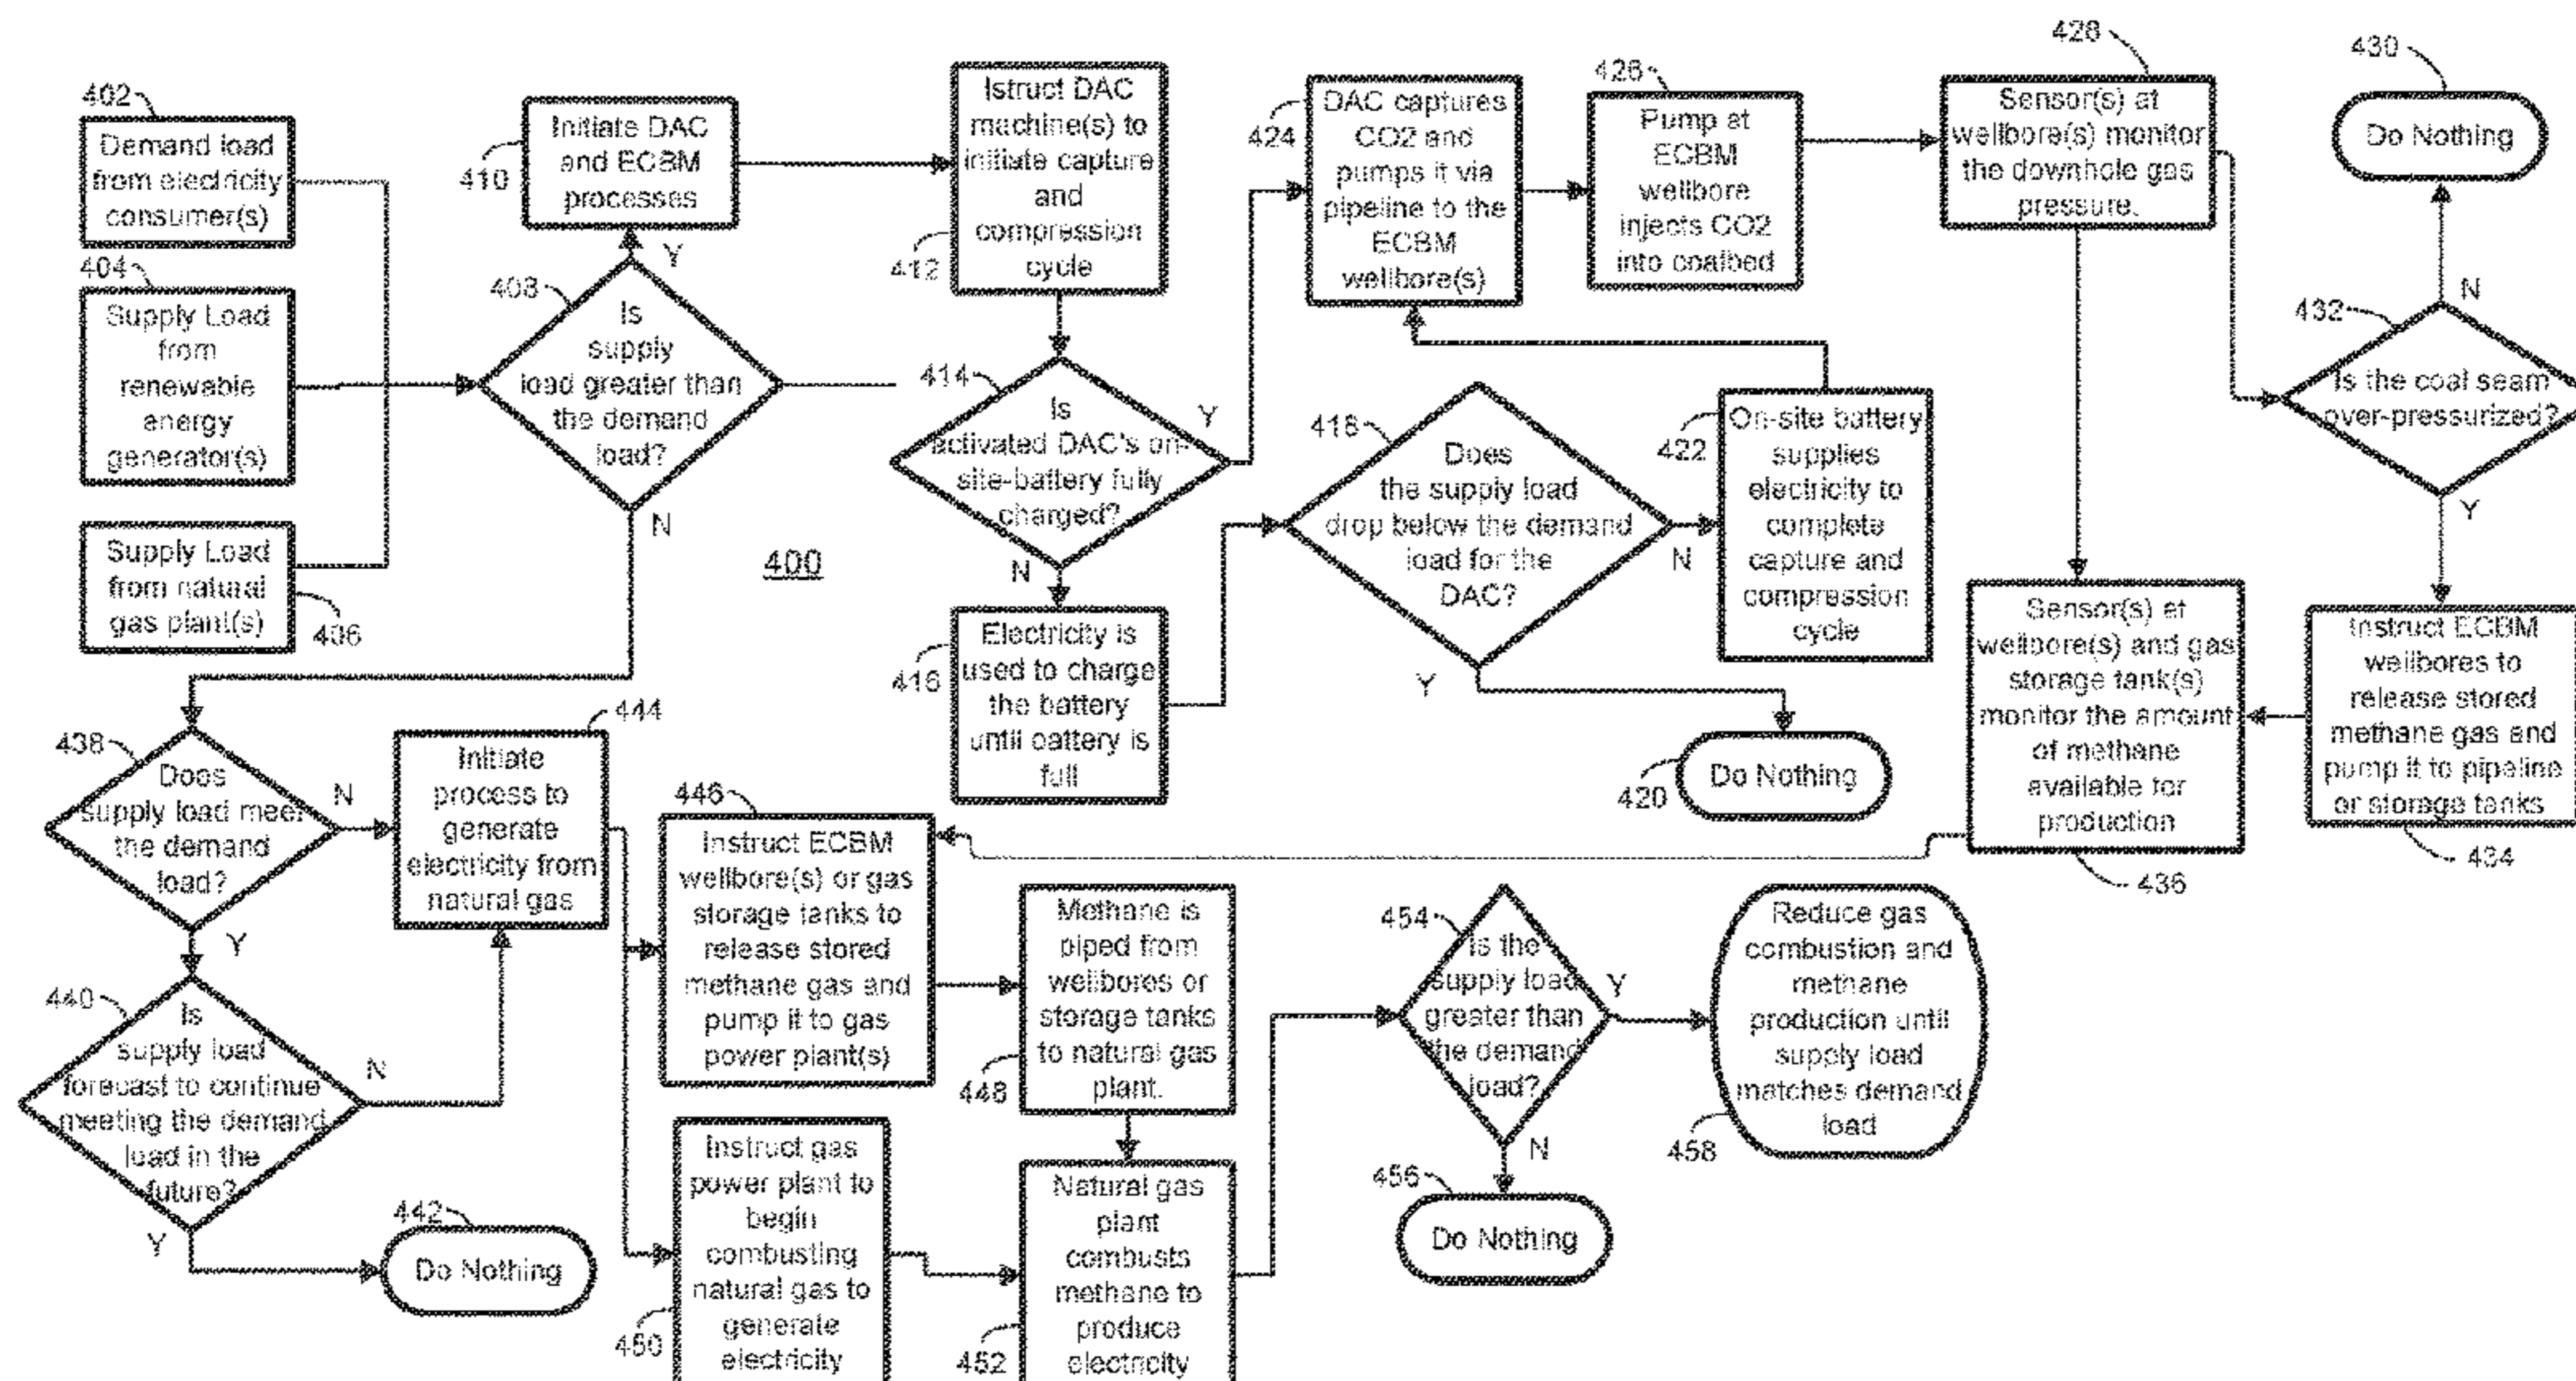 402
Demand load
from electricity
consumer(s)
404
Supply Load
from
renewable
energy
generator(s)
Supply Load
from natural
gas plant(s)
406
408
Is
supply
load greater than
the demand
load?
Y
N
410
Initiate DAC
and ECBM
processes
412
Istruct DAC
machine(s) to
initiate capture
and
compression
cycle
414
Is
activated DAC's on-
site-battery fully
charged?
Y
N
416
Electricity is
used to charge
the battery
until battery is
full
400
418
Does
the supply load
drop below the demand
load for the
DAC?
N
Y
420
Do Nothing
422
On-site battery
supplies
electricity to
complete
capture and
compression
cycle
424
DAC captures
CO2 and
pumps it via
pipeline to the
ECBM
wellbore(s)
426
Pump at
ECBM
wellbore
injects CO2
into coalbed
428
Sensor(s) at
wellbore(s) monitor
the downhole gas
pressure.
430
Do Nothing
N
432
Is the coal seam
over-pressurized?
Y
Instruct ECBM
wellbores to
release stored
methane gas and
pump it to pipeline
or storage tanks
434
Sensor(s) at
wellbore(s) and gas
storage tank(s)
monitor the amount
of methane
available for
production
436
438
Does
supply load meet
the demand
load?
N
Y
440
Is
supply load
forecast to continue
meeting the demand
load in the
future?
N
Y
442
Do Nothing
444
Initiate
process to
generate
electricity from
natural gas
446
Instruct ECBM
wellbore(s) or gas
storage tanks to
release stored
methane gas and
pump it to gas
power plant(s)
448
Methane is
piped from
wellbores or
storage tanks
to natural gas
plant.
450
Instruct gas
power plant to
begin
combusting
natural gas to
generate
electricity
452
Natural gas
plant
combusts
methane to
produce
electricity
454
Is the
supply load
greater than
the demand
load?
Y
N
456
Do Nothing
458
Reduce gas
combustion and
methane
production until
supply load
matches demand
load